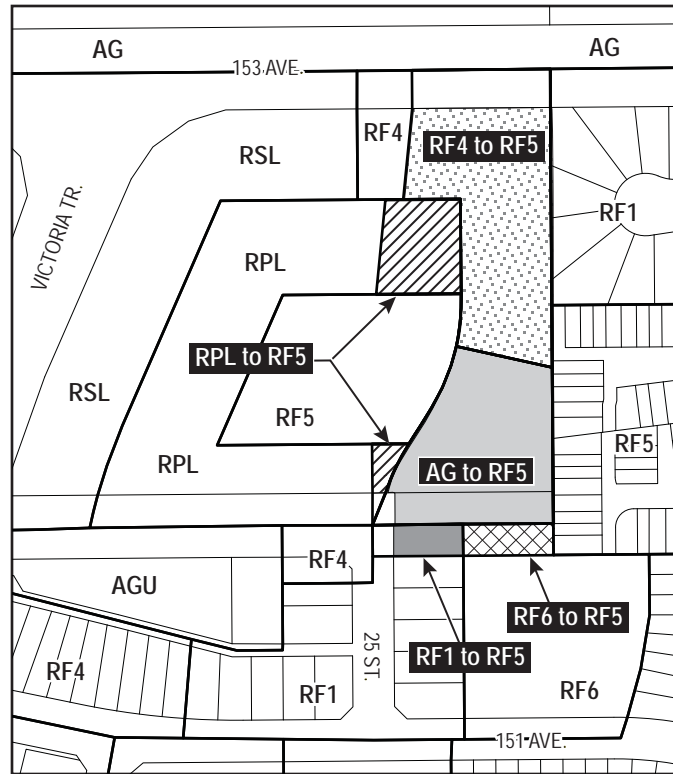 AG
AG
153 AVE.
RF4
RF4 to RF5
RSL
RF1
VICTORIA TR.
RPL
RPL to RF5
RSL
RF5
RF5
RPL
AG to RF5
RF4
AGU
RF6 to RF5
25 ST.
RF1 to RF5
RF4
RF1
RF6
151 AVE.